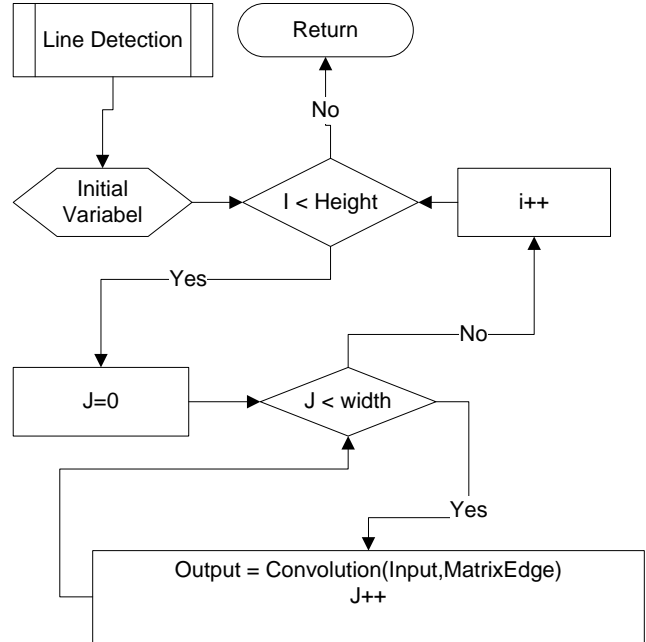 Line Detection
Return
No
Initial
Variabel
I < Height
i++
Yes
No
J=0
J < width
Yes
Output = Convolution(Input,MatrixEdge)
J++